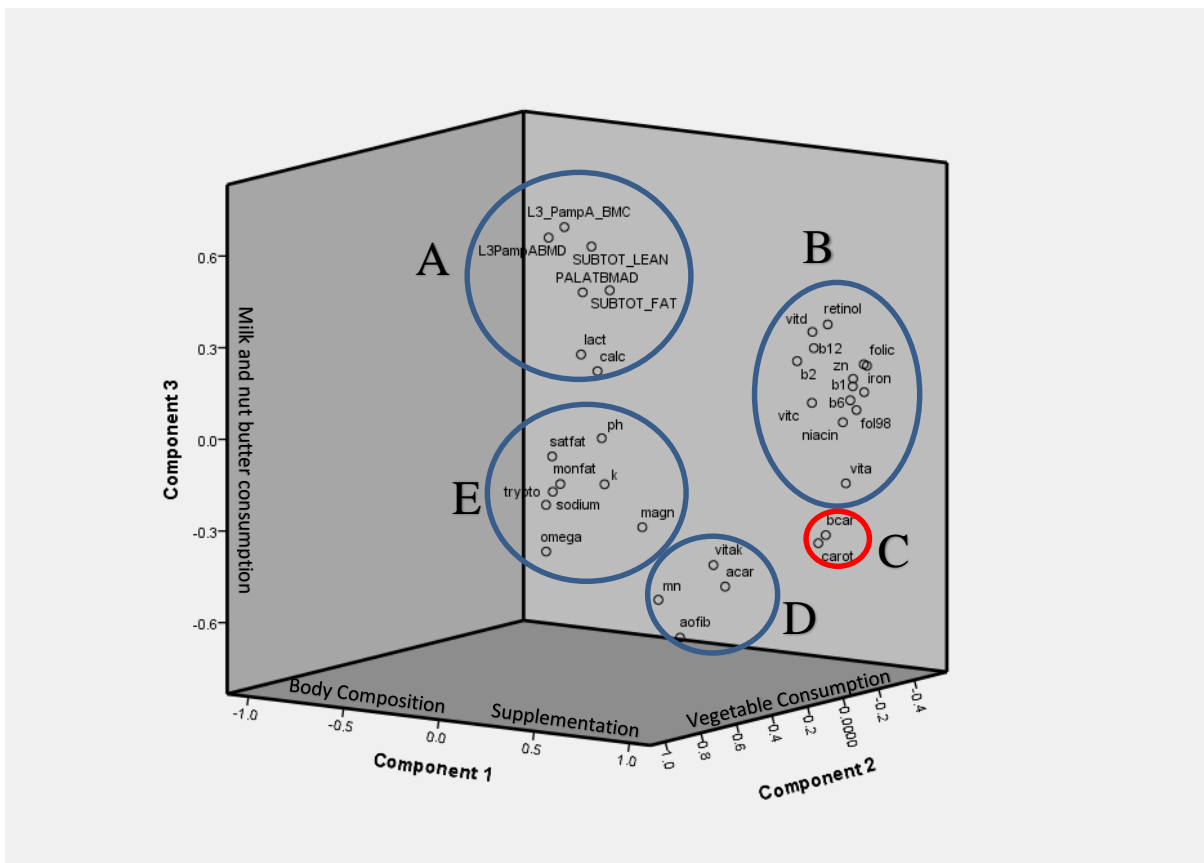 A
L3_PampA_BMC
L3PampABMD
SUBTOT_LEAN
PALATBMAD
SUBTOT_FAT
lact
calc
B
retinol
vitd
b12
folic
zn
b2
iron
b1
b6
vitc
fol98
niacin
vita
E
ph
satfat
monfat
k
trypto
sodium
magn
omega
bcar
carot
C
vitak
acar
mn
aofib
D
0.6
0.3
0.0
-0.3
-0.6
Component 3
Milk and nut butter consumption
Body Composition
Supplementation
Vegetable Consumption
-1.0
-0.5
0.0
0.5
1.0
Component 1
1.0
0.8
0.6
0.4
0.2
0.0000
-0.2
-0.4
Component 2